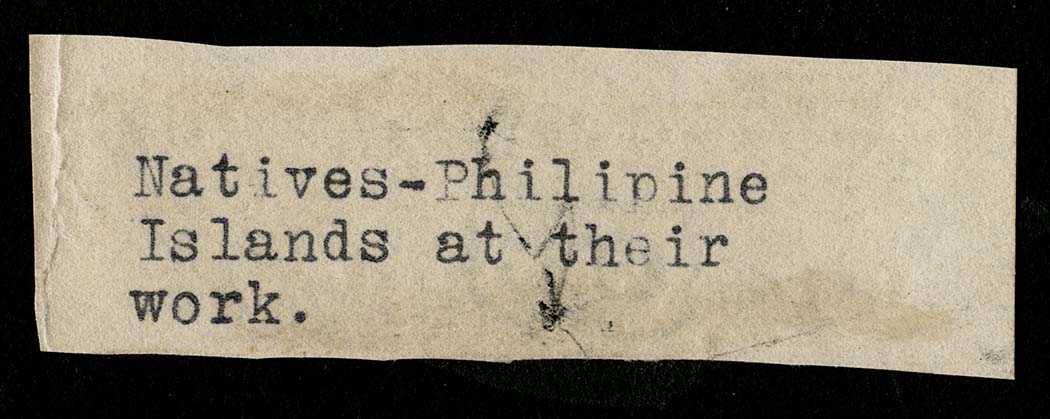 Natives-Philipine
Islands at their
work.